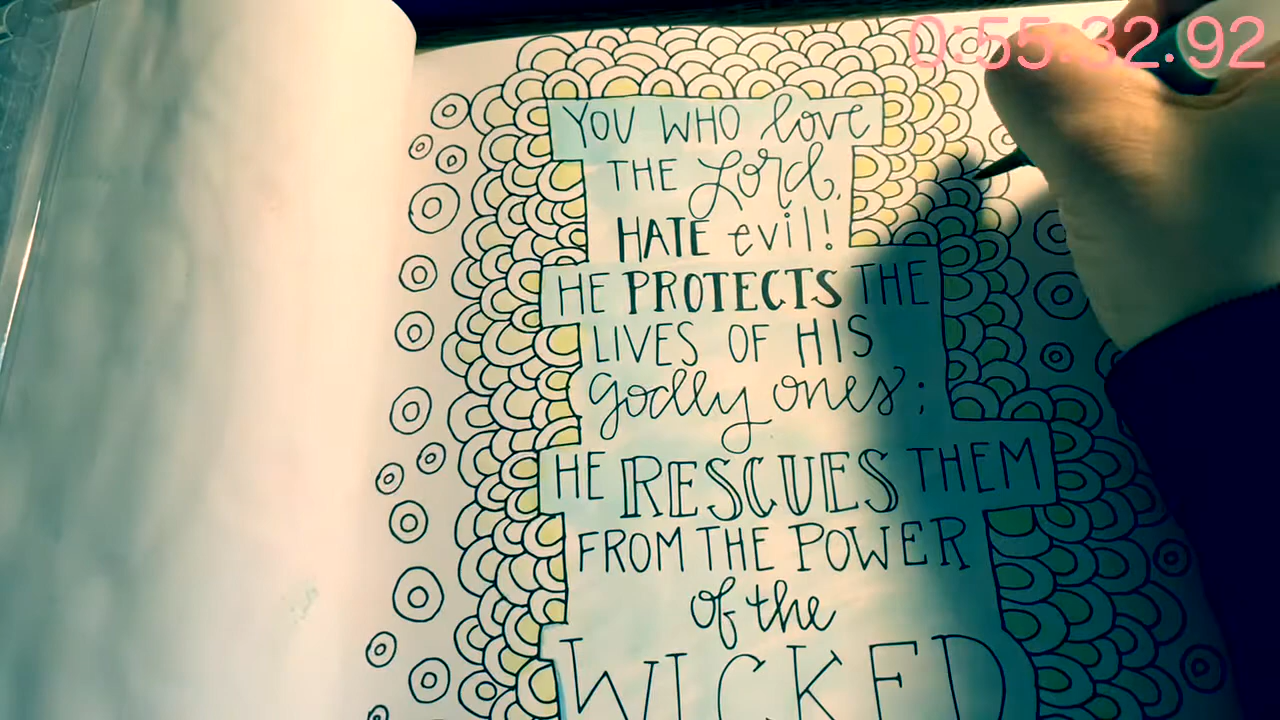 0:55:32.92
YOU WHO love
THE Lord,
HATE evil!
HE PROTECTS THE
LIVES OF HIS
godly ones;
HE RESCUES THEM
FROM THE POWER
of the
WICKED